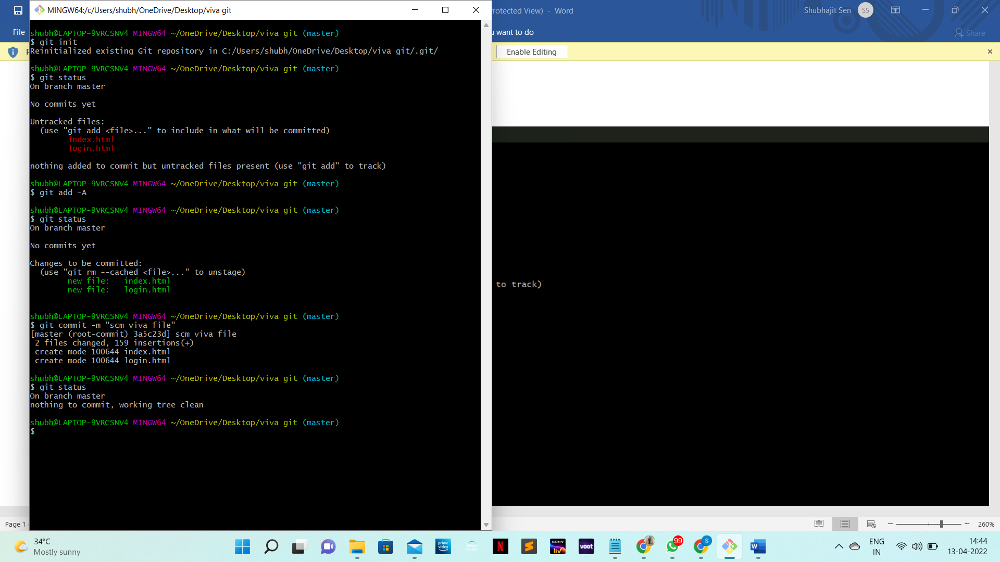 MINGW64:/c/Users/shubh/OneDrive/Desktop/viva git
rotected View) - Word
Shubhajit Sen
SS
File
u want to do
Share
Enable Editing
shubh@LAPTOP-9VRCSNV4 MINGW64 ~/OneDrive/Desktop/viva git (master)
$ git init
Reinitialized existing Git repository in C:/Users/shubh/OneDrive/Desktop/viva git/.git/
shubh@LAPTOP-9VRCSNV4 MINGW64 ~/OneDrive/Desktop/viva git (master)
$ git status
On branch master
No commits yet
Untracked files:
(use "git add <file>..." to include in what will be committed)
index.html
login.html
nothing added to commit but untracked files present (use "git add" to track)
shubh@LAPTOP-9VRCSNV4 MINGW64 ~/OneDrive/Desktop/viva git (master)
$ git add -A
shubh@LAPTOP-9VRCSNV4 MINGW64 ~/OneDrive/Desktop/viva git (master)
$ git status
On branch master
No commits yet
Changes to be committed:
(use "git rm --cached <file>..." to unstage)
new file: index.html
new file: login.html
to track)
shubh@LAPTOP-9VRCSNV4 MINGW64 ~/OneDrive/Desktop/viva git (master)
$ git commit -m "scm viva file"
[master (root-commit) 3a5c23d] scm viva file
2 files changed, 159 insertions(+)
create mode 100644 index.html
create mode 100644 login.html
shubh@LAPTOP-9VRCSNV4 MINGW64 ~/OneDrive/Desktop/viva git (master)
$ git status
On branch master
nothing to commit, working tree clean
shubh@LAPTOP-9VRCSNV4 MINGW64 ~/OneDrive/Desktop/viva git (master)
$
Page 1
260%
34°C
Mostly sunny
prime video
N
S
SONY liv
voot
99
S
W
ENG
IN
14:44
13-04-2022